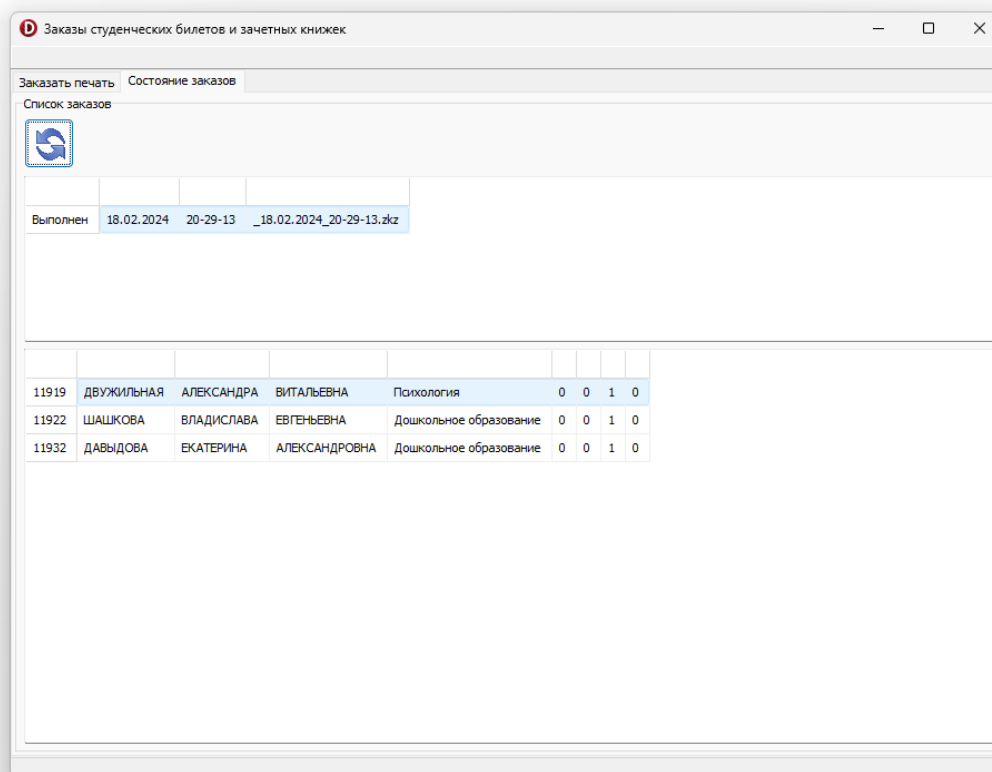 Заказы студенческих билетов и зачетных книжек
Заказать печать Состояние заказов
Список заказов
Выполнен 18.02.2024 20-29-13 _18.02.2024_20-29-13.zkz
11919 ДВУЖИЛЬНАЯ АЛЕКСАНДРА ВИТАЛЬЕВНА Психология 0 0 1 0
11922 ШАШКОВА ВЛАДИСЛАВА ЕВГЕНЬЕВНА Дошкольное образование 0 0 1 0
11932 ДАВЫДОВА ЕКАТЕРИНА АЛЕКСАНДРОВНА Дошкольное образование 0 0 1 0